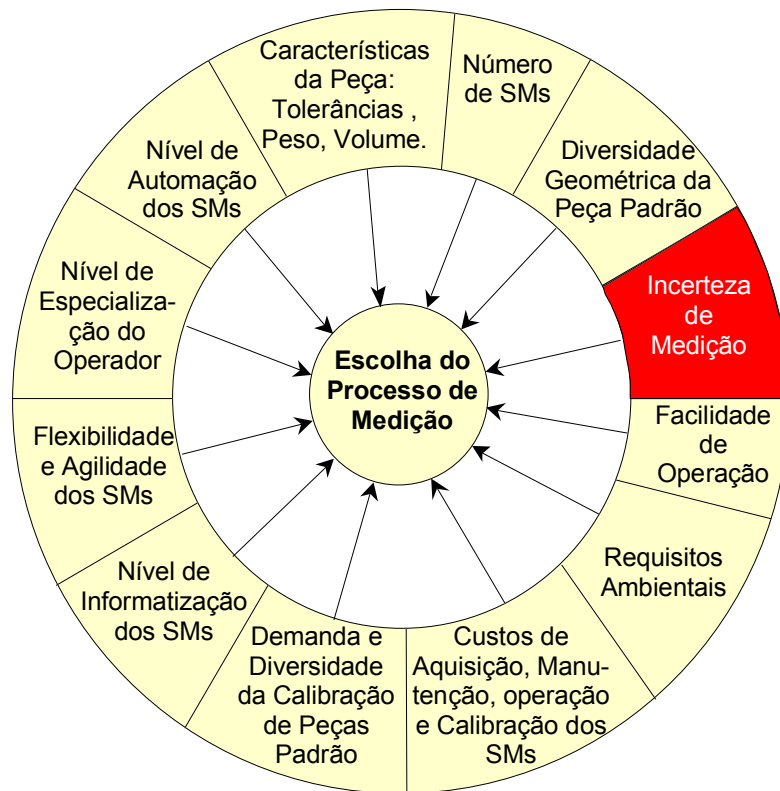 Características
da Peça:
Tolerâncias ,
Peso, Volume.
Número
de SMs
Diversidade
Geométrica da
Peça Padrão
Incerteza
de
Medição
Facilidade
de
Operação
Requisitos
Ambientais
Custos de
Aquisição, Manu-
tenção, operação
e Calibração dos
SMs
Demanda e
Diversidade
da Calibração
de Peças
Padrão
Nível de
Informatização
dos SMs
Flexibilidade
e Agilidade
dos SMs
Nível de
Especializa-
ção do
Operador
Nível de
Automação
dos SMs
Escolha do
Processo de
Medição